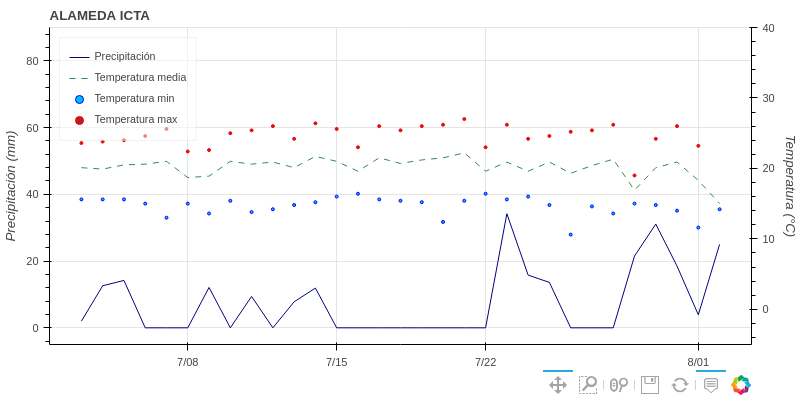 ALAMEDA ICTA
Precipitación
Temperatura media
Temperatura min
Temperatura max
Precipitación (mm)
80
60
40
20
0
40
30
20
10
0
Temperatura (°C)
7/08
7/15
7/22
8/01